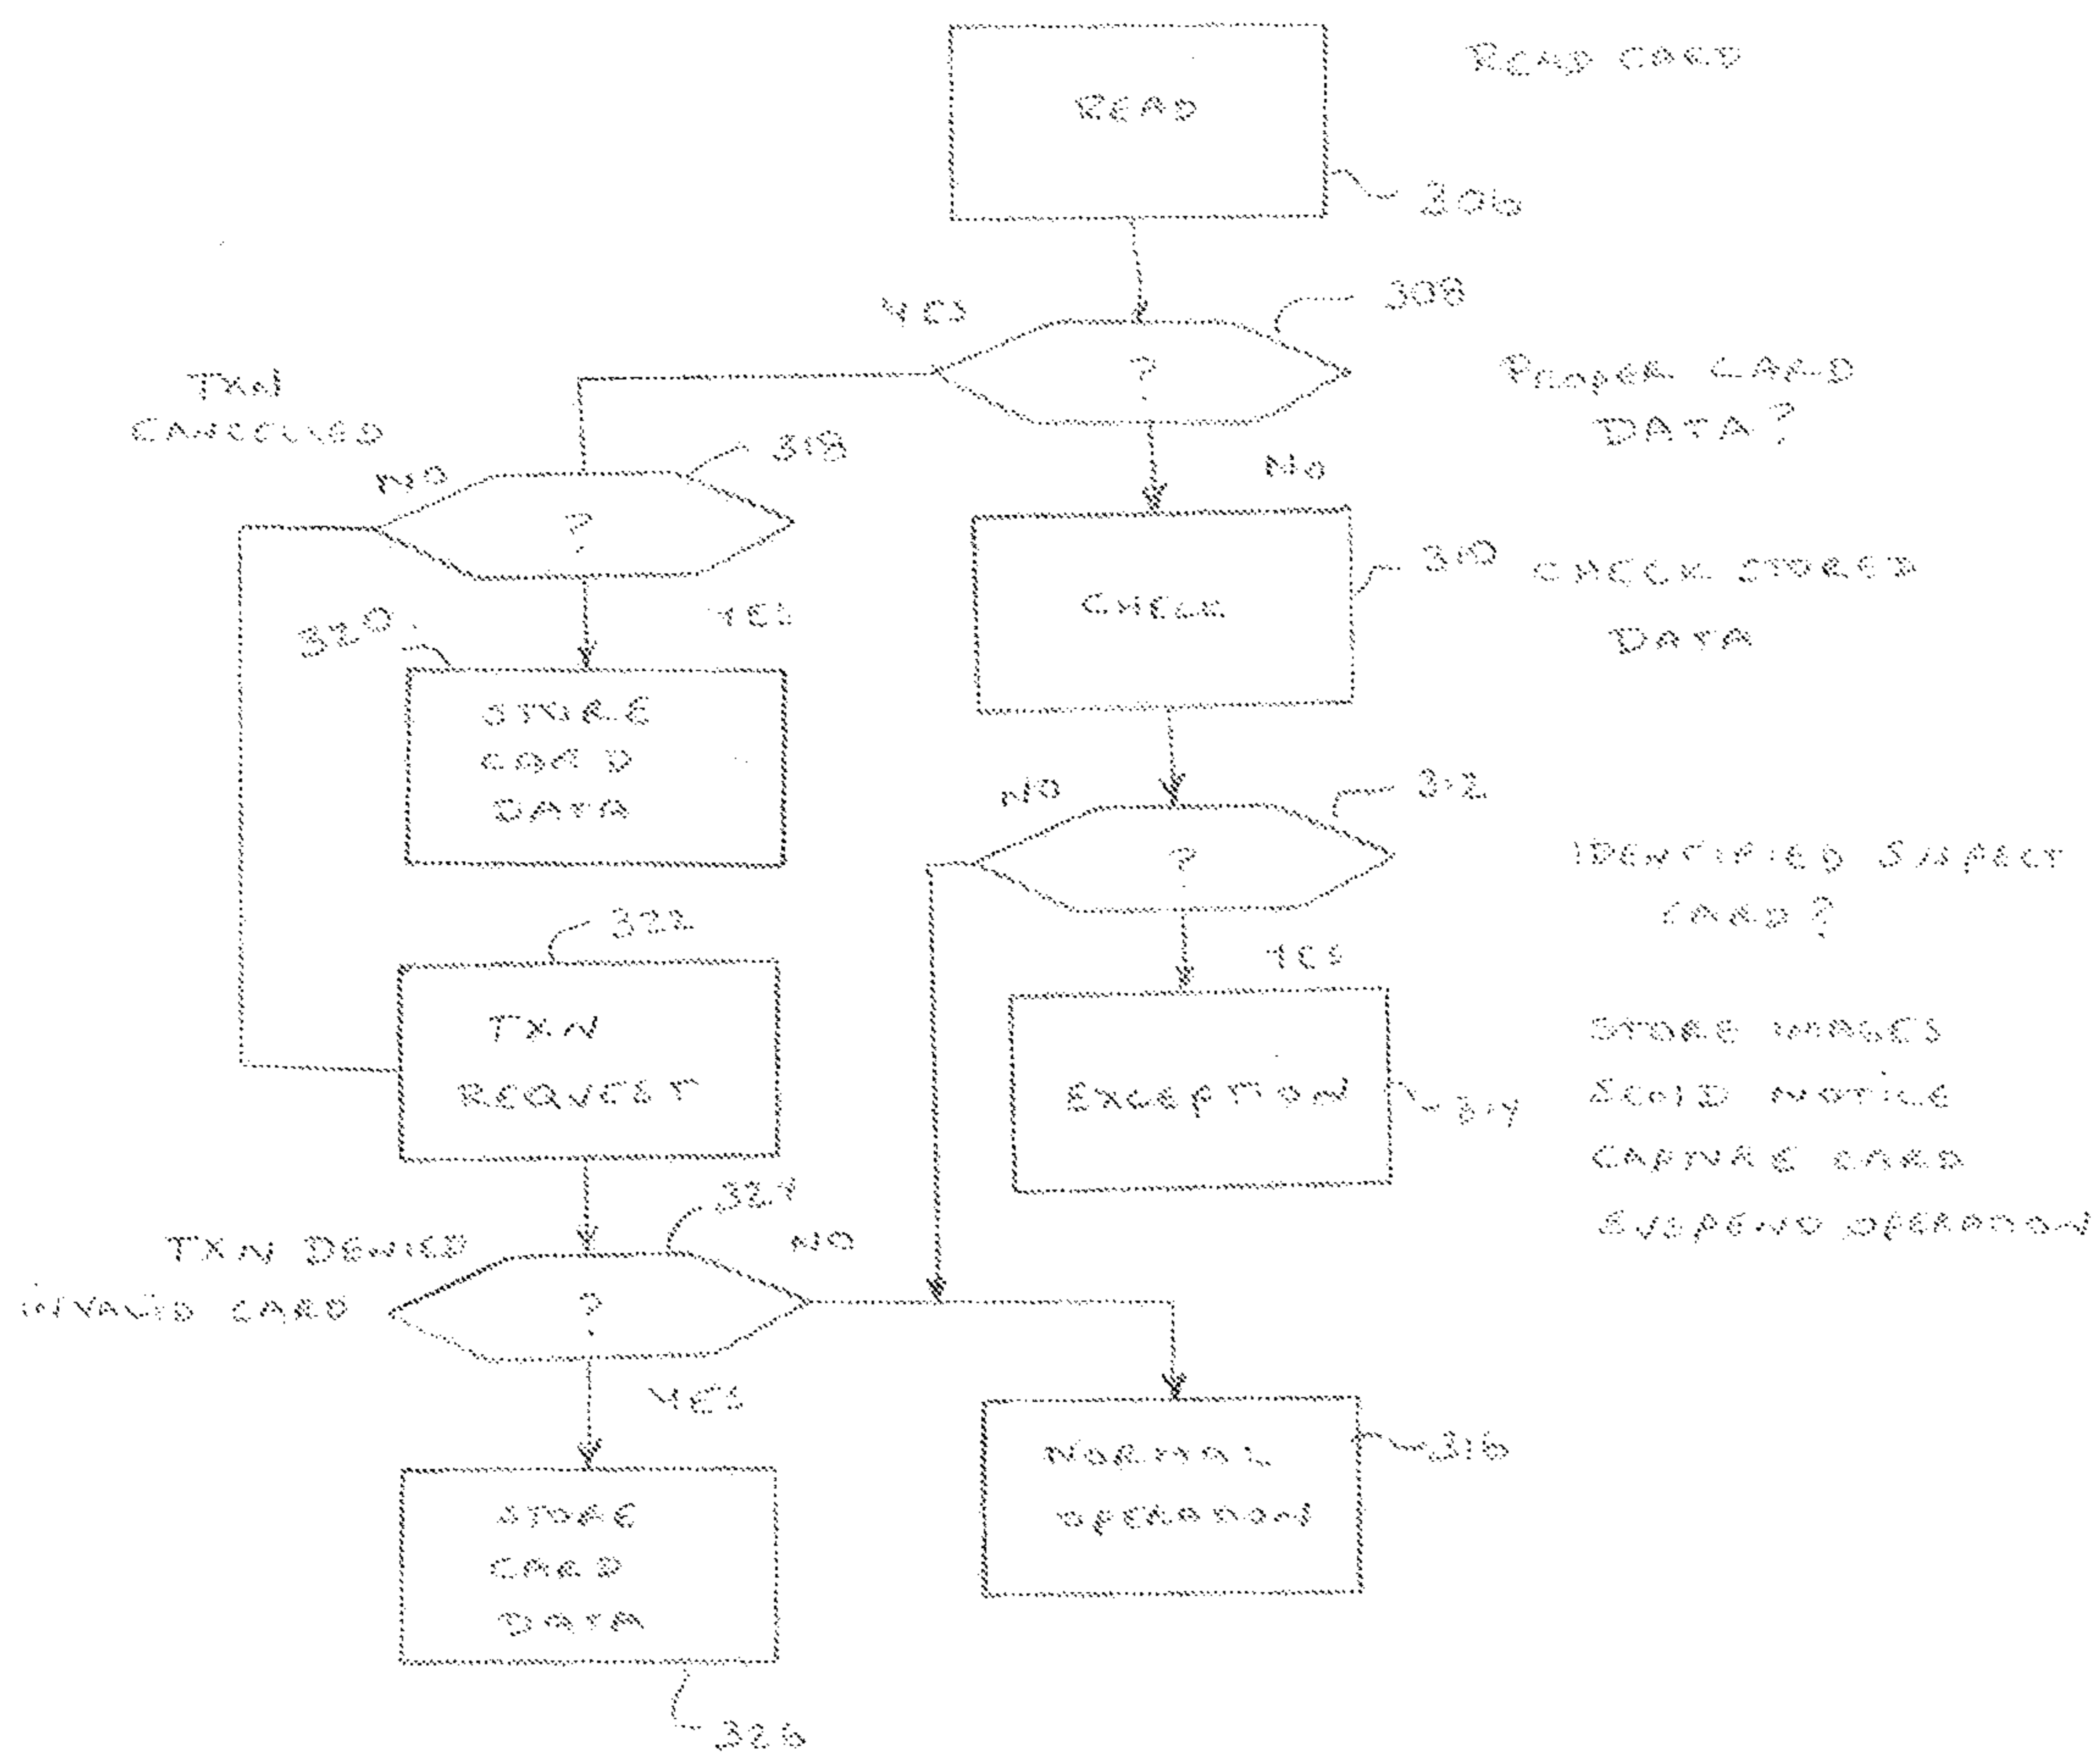 READ
READ CARD
306
YES
308
?
PROPER CARD
DATA?
TXN
CANCELLED
NO
318
?
NO
310
CHECK STORED
DATA
CHECK
YES
320
STORE
CARD
DATA
NO
312
?
IDENTIFIED SUSPECT
CARD?
322
YES
TXN
REQUEST
EXCEPTION
314
STORE IMAGES
SEND NOTICE
CAPTURE CARD
SUSPEND OPERATION
324
NO
TXN DENIED
INVALID CARD
?
YES
NORMAL
OPERATION
316
STORE
CARD
DATA
326